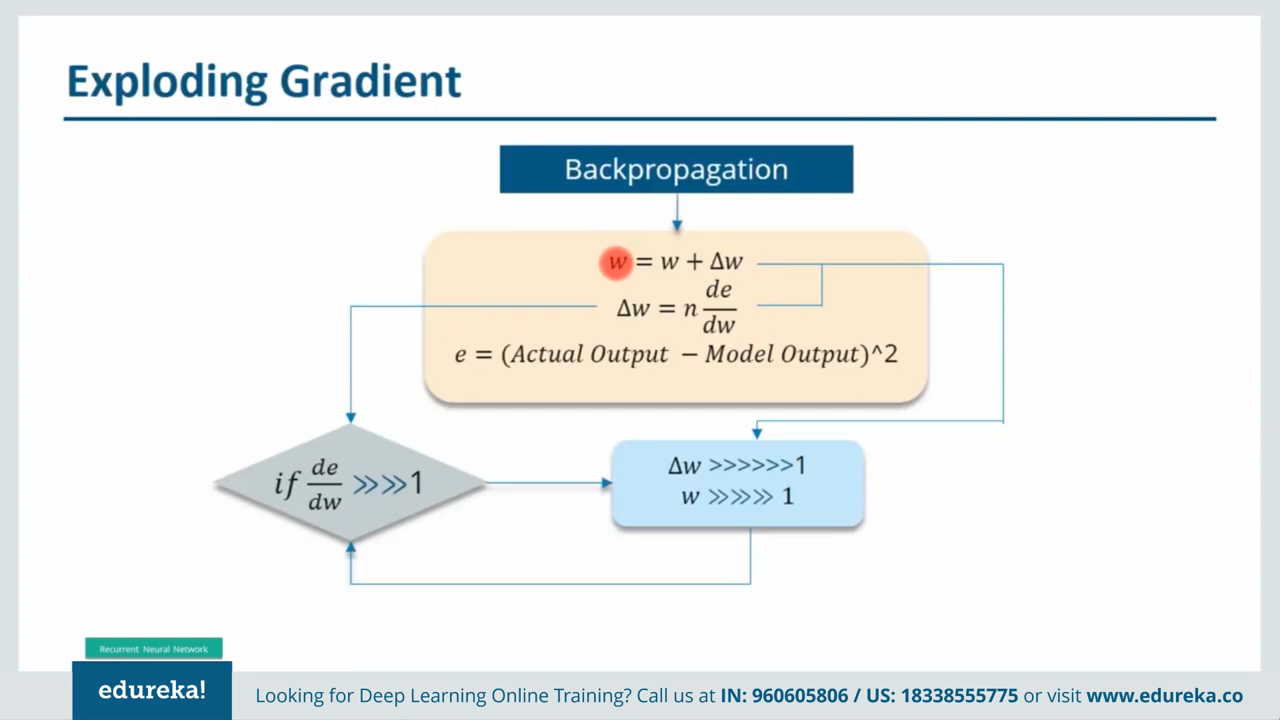 Exploding Gradient
Backpropagation
w = w + Δw
Δw = n de/dw
e = (Actual Output − Model Output)^2
if de/dw ≫≫1
Δw >>>>>>1
w ≫≫≫ 1
Recurrent Neural Network
edureka!
Looking for Deep Learning Online Training? Call us at IN: 960605806 / US: 18338555775 or visit www.edureka.co